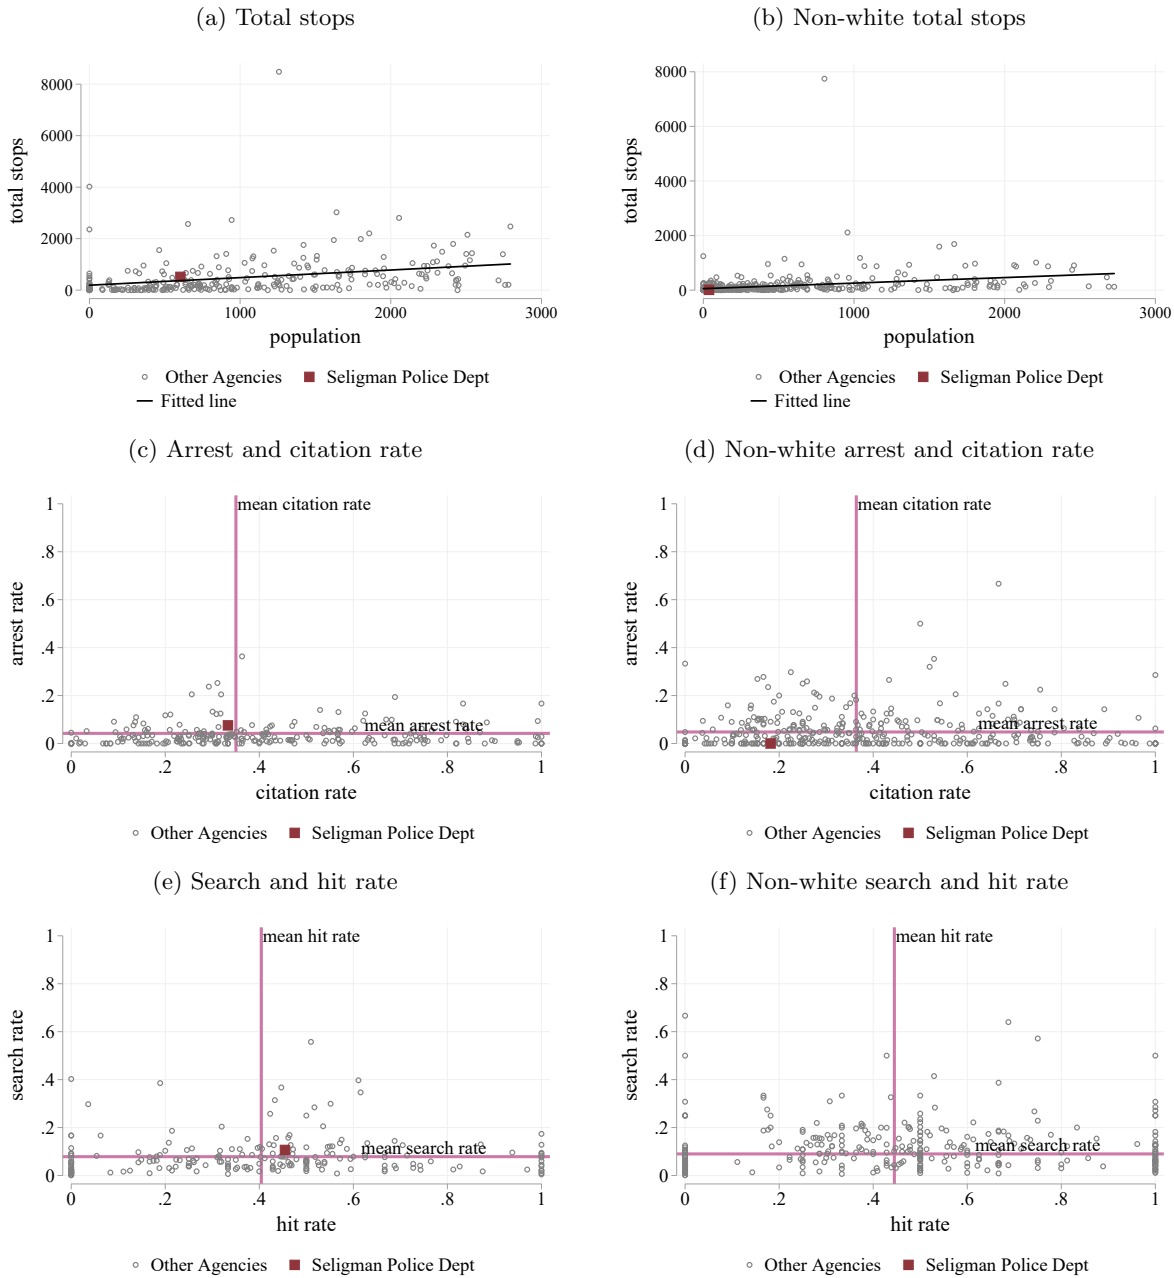 (a) Total stops
(b) Non-white total stops
total stops
8000
6000
4000
2000
0
0 1000 2000 3000
population
○ Other Agencies ■ Seligman Police Dept
— Fitted line
total stops
8000
6000
4000
2000
0
0 1000 2000 3000
population
○ Other Agencies ■ Seligman Police Dept
— Fitted line
(c) Arrest and citation rate
(d) Non-white arrest and citation rate
arrest rate
1
.8
.6
.4
.2
0
mean citation rate
mean arrest rate
0 .2 .4 .6 .8 1
citation rate
○ Other Agencies ■ Seligman Police Dept
arrest rate
1
.8
.6
.4
.2
0
mean citation rate
mean arrest rate
0 .2 .4 .6 .8 1
citation rate
○ Other Agencies ■ Seligman Police Dept
(e) Search and hit rate
(f) Non-white search and hit rate
search rate
1
.8
.6
.4
.2
0
mean hit rate
mean search rate
0 .2 .4 .6 .8 1
hit rate
○ Other Agencies ■ Seligman Police Dept
search rate
1
.8
.6
.4
.2
0
mean hit rate
mean search rate
0 .2 .4 .6 .8 1
hit rate
○ Other Agencies ■ Seligman Police Dept